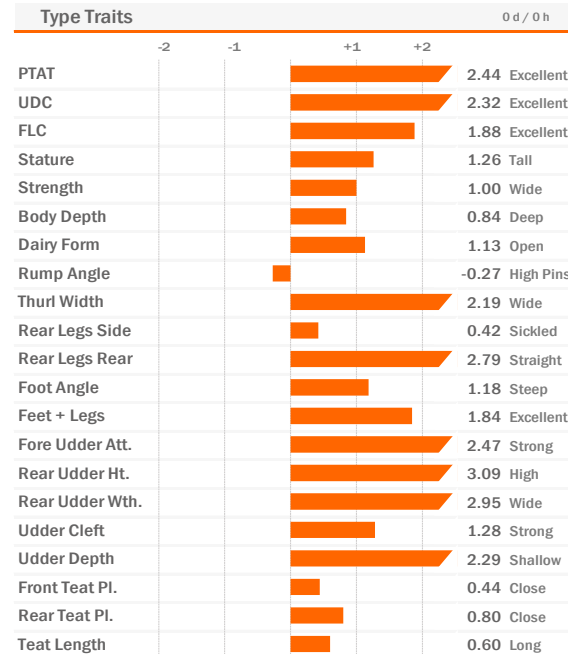 Type Traits 0 d / 0 h
-2 -1 +1 +2
PTAT 2.44 Excellent
UDC 2.32 Excellent
FLC 1.88 Excellent
Stature 1.26 Tall
Strength 1.00 Wide
Body Depth 0.84 Deep
Dairy Form 1.13 Open
Rump Angle -0.27 High Pins
Thurl Width 2.19 Wide
Rear Legs Side 0.42 Sickled
Rear Legs Rear 2.79 Straight
Foot Angle 1.18 Steep
Feet + Legs 1.84 Excellent
Fore Udder Att. 2.47 Strong
Rear Udder Ht. 3.09 High
Rear Udder Wth. 2.95 Wide
Udder Cleft 1.28 Strong
Udder Depth 2.29 Shallow
Front Teat Pl. 0.44 Close
Rear Teat Pl. 0.80 Close
Teat Length 0.60 Long